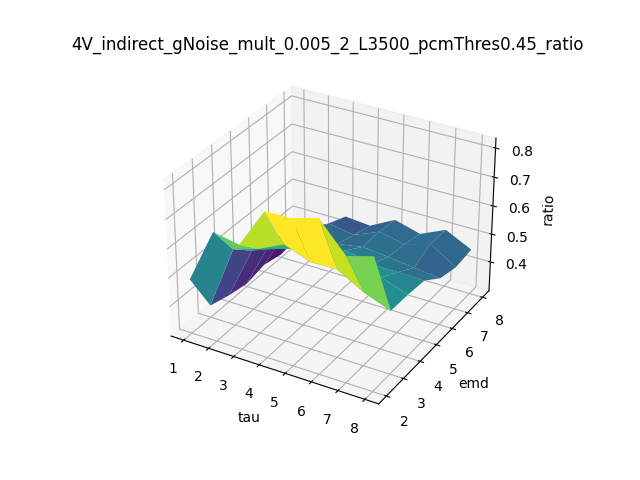 4V_indirect_gNoise_mult_0.005_2_L3500_pcmThres0.45_ratio
0.8
0.7
0.6
0.5
0.4
ratio
1 2 3 4 5 6 7 8
tau
2 3 4 5 6 7 8
emd